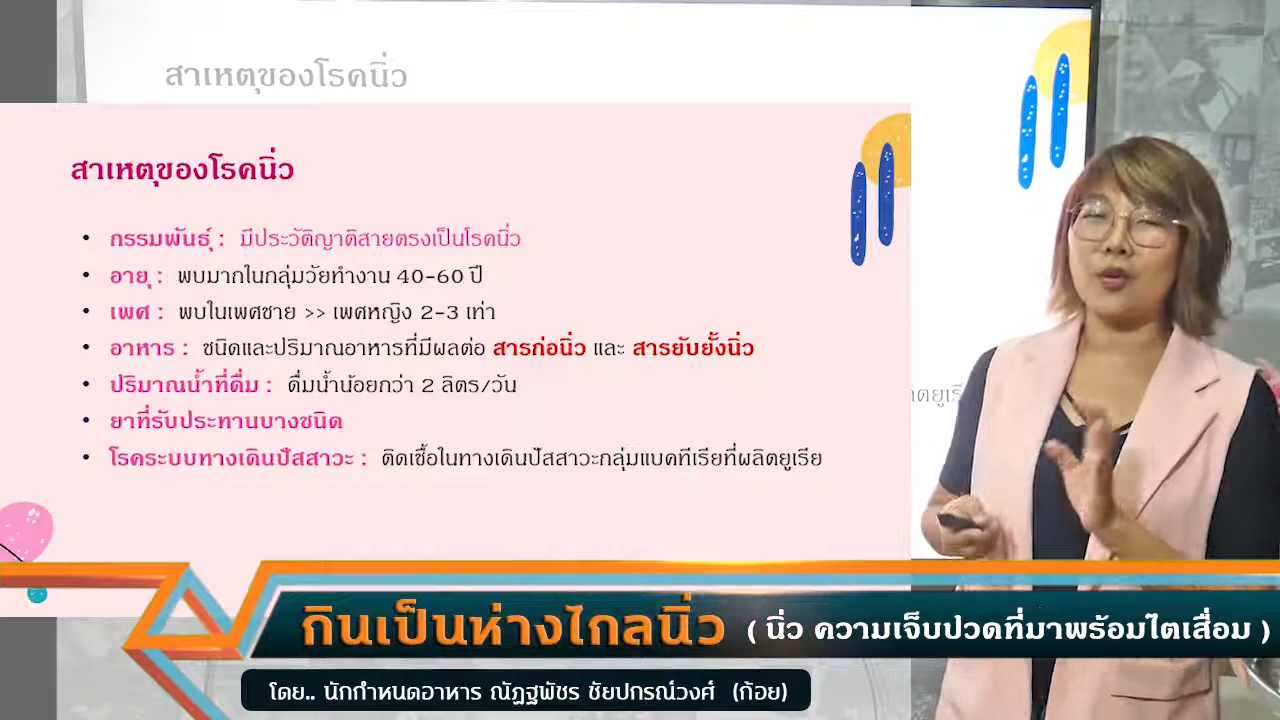 สาเหตุของโรคนิ่ว
สาเหตุของโรคนิ่ว
• กรรมพันธุ์ : มีประวัติญาติสายตรงเป็นโรคนิ่ว
• อายุ : พบมากในกลุ่มวัยทำงาน 40-60 ปี
• เพศ : พบในเพศชาย >> เพศหญิง 2-3 เท่า
• อาหาร : ชนิดและปริมาณอาหารที่มีผลต่อ สารก่อนิ่ว และ สารยับยั้งนิ่ว
• ปริมาณน้ำที่ดื่ม : ดื่มน้ำน้อยกว่า 2 ลิตร/วัน
• ยาที่รับประทานบางชนิด
• โรคระบบทางเดินปัสสาวะ : ติดเชื้อในทางเดินปัสสาวะกลุ่มแบคทีเรียที่ผลิตยูเรีย
กินเป็นห่างไกลนิ่ว ( นิ่ว ความเจ็บปวดที่มาพร้อมไตเสื่อม )
โดย.. นักกำหนดอาหาร ณัฏฐพัชร ชัยปกรณ์วงศ์ (ก้อย)